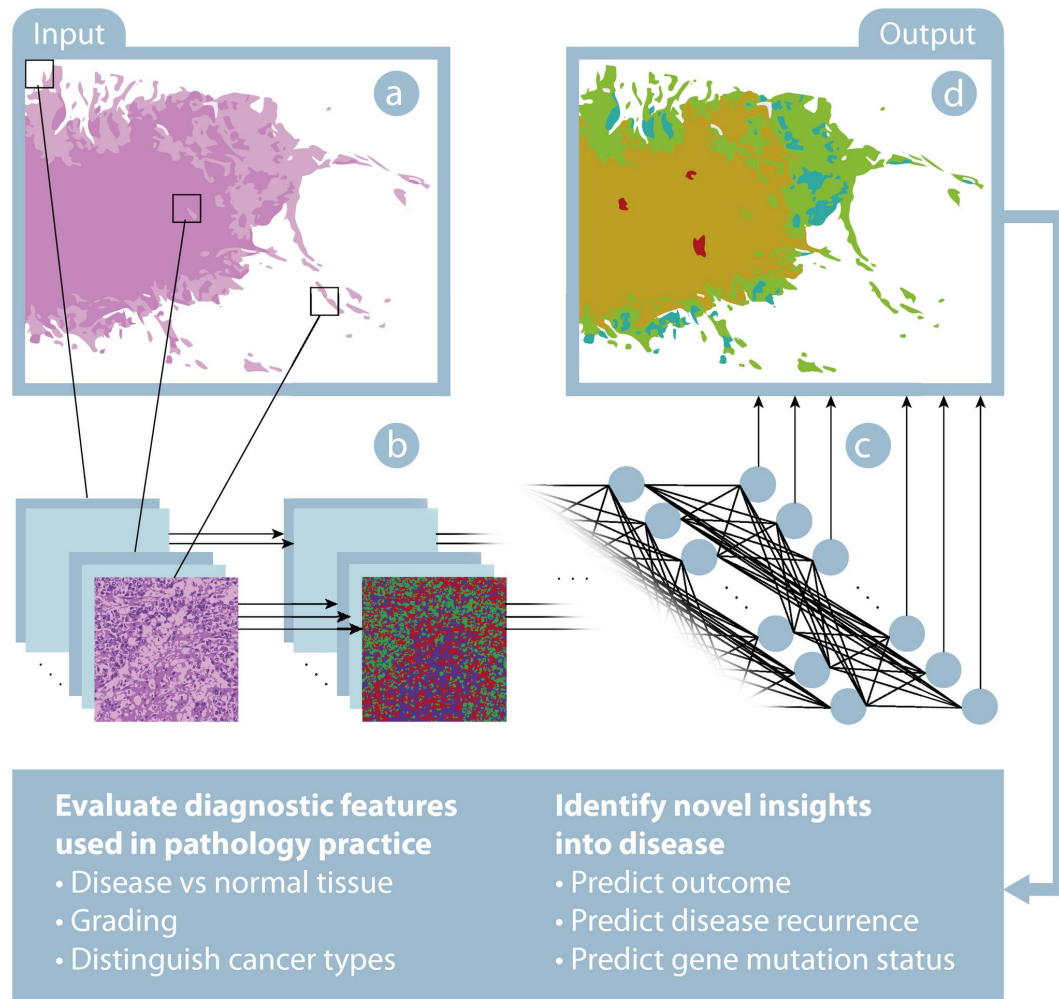 Input
Output
a
d
b
c
Evaluate diagnostic features
used in pathology practice
• Disease vs normal tissue
• Grading
• Distinguish cancer types
Identify novel insights
into disease
• Predict outcome
• Predict disease recurrence
• Predict gene mutation status